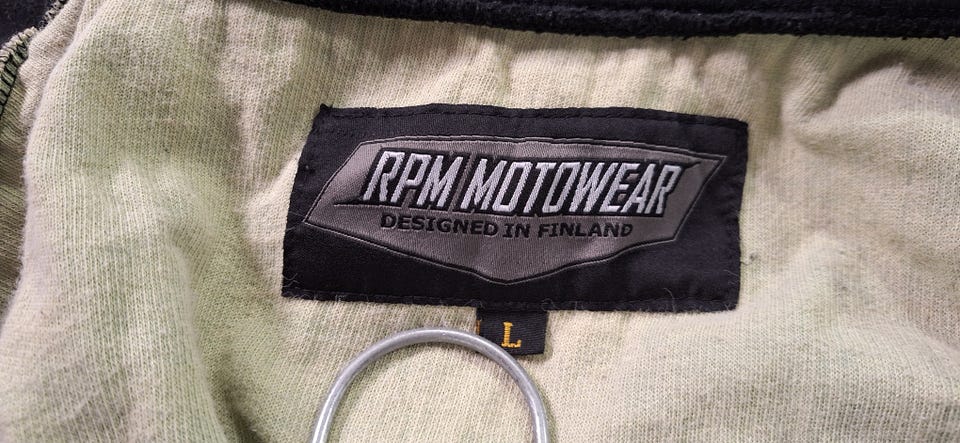 RPM MOTOWEAR
DESIGNED IN FINLAND
L